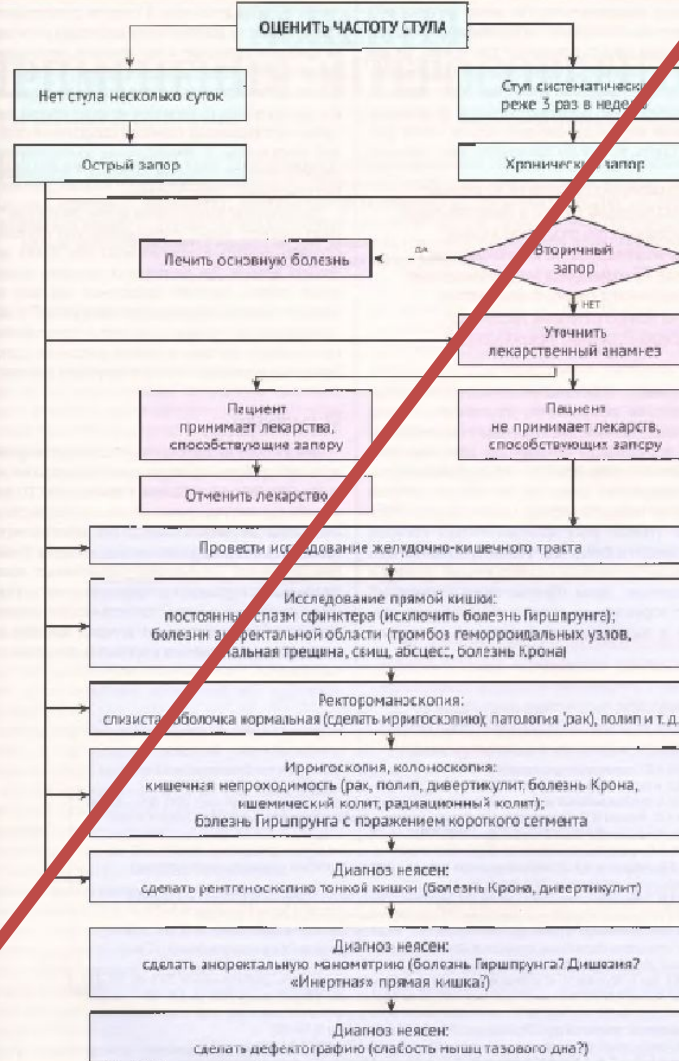 ОЦЕНИТЬ ЧАСТОТУ СТУЛА
Нет стула несколько суток
Стул систематически
реже 3 раз в неделю
Острый запор
Хронический запор
Вторичный
запор
ДА
Лечить основную болезнь
НЕТ
Уточнить
лекарственный анамнез
Пациент
принимает лекарства,
способствующие запору
Пациент
не принимает лекарств,
способствующих запору
Отменить лекарство
Провести исследование желудочно-кишечного тракта
Исследование прямой кишки:
постоянный спазм сфинктера (исключить болезнь Гиршпрунга);
болезни аноректальной области (тромбоз геморроидальных узлов,
анальная трещина, свищ, абсцесс, болезнь Крона)
Ректороманоскопия:
слизистая оболочка нормальная (сделать ирригоскопию); патология (рак), полип и т. д.
Ирригоскопия, колоноскопия:
кишечная непроходимость (рак, полип, дивертикулит, болезнь Крона,
ишемический колит, радиационный колит);
болезнь Гиршпрунга с поражением короткого сегмента
Диагноз неясен:
сделать рентгеноскопию тонкой кишки (болезнь Крона, дивертикулит)
Диагноз неясен:
сделать аноректальную манометрию (болезнь Гиршпрунга? Дишезия?
«Инертная» прямая кишка?)
Диагноз неясен:
сделать дефектографию (слабость мышц тазового дна?)